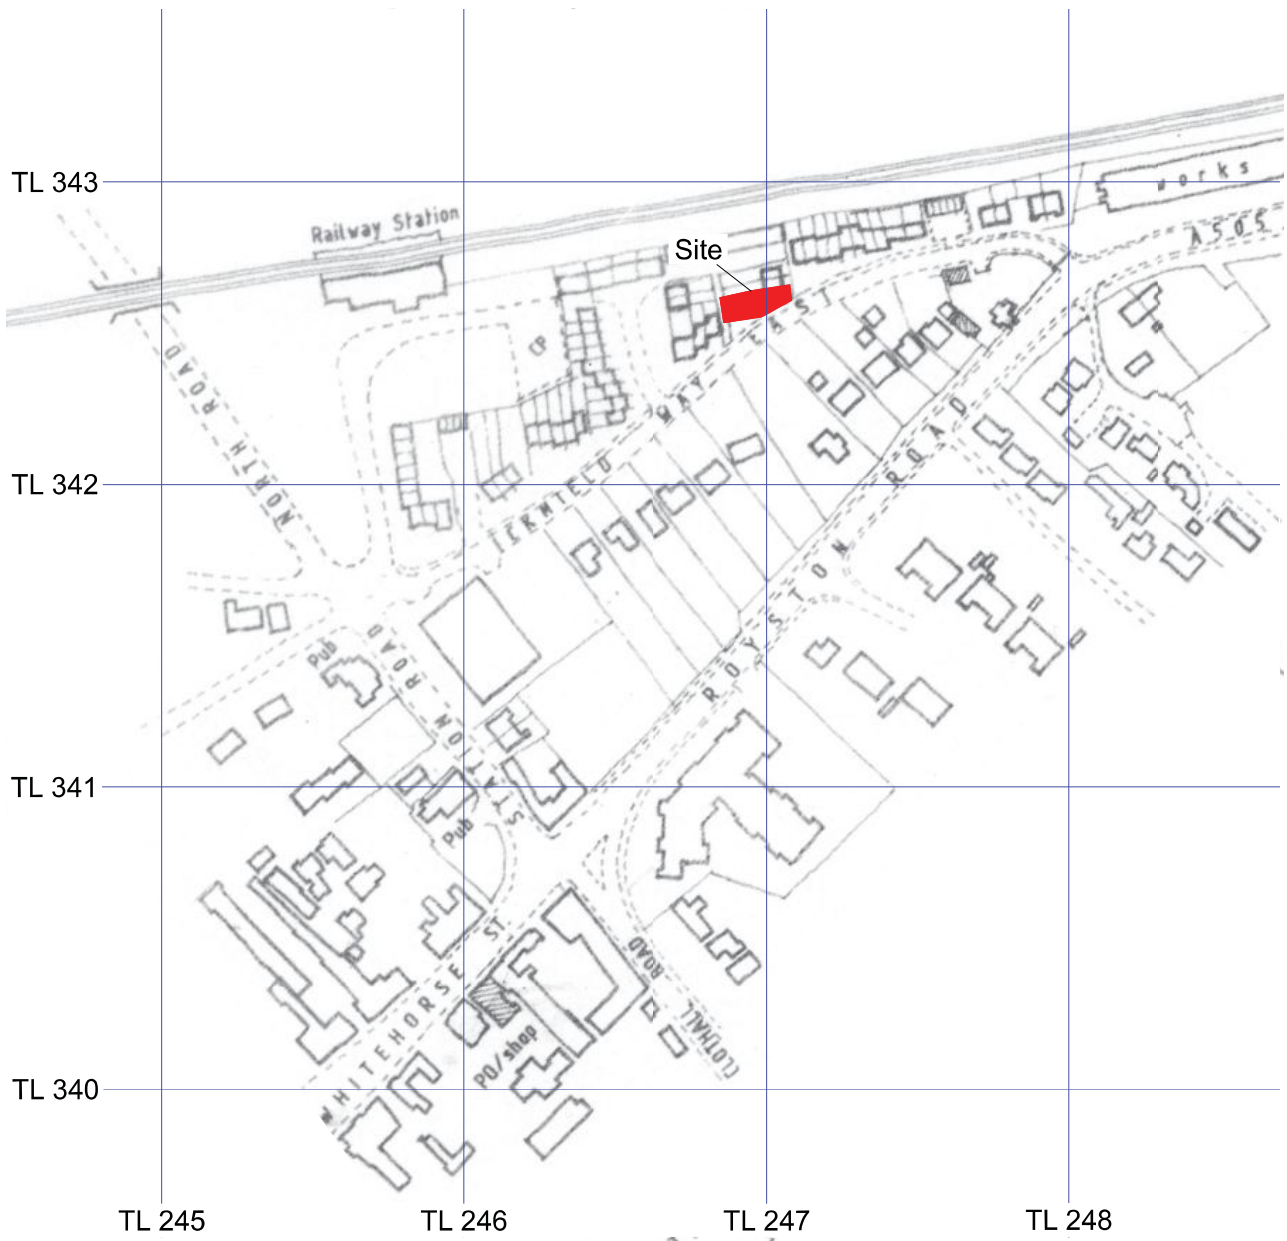 TL 343
works
Railway Station
A505
Site
EAST
CP
NORTH ROAD
WAY
TL 342
ICKNIELD
ROYSTON ROAD
Pub
STATION ROAD
TL 341
Pub
WHITEHORSE ST.
CLOTHALL ROAD
PO/shop
TL 340
TL 245
TL 246
TL 247
TL 248